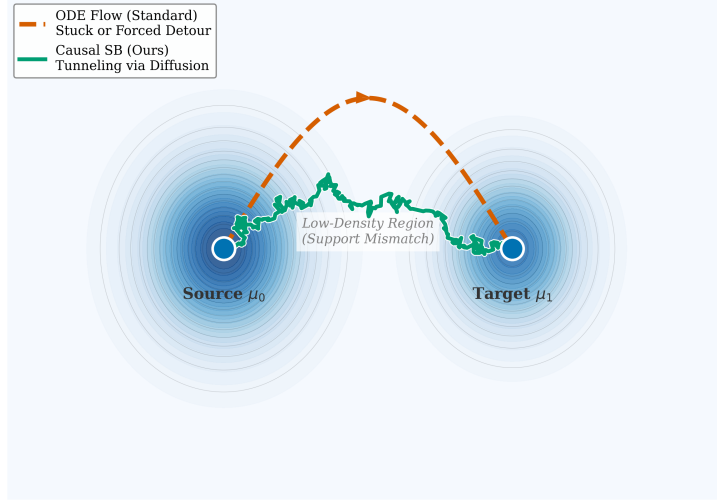 ODE Flow (Standard)
Stuck or Forced Detour
Causal SB (Ours)
Tunneling via Diffusion
Low-Density Region
(Support Mismatch)
Source μ₀
Target μ₁